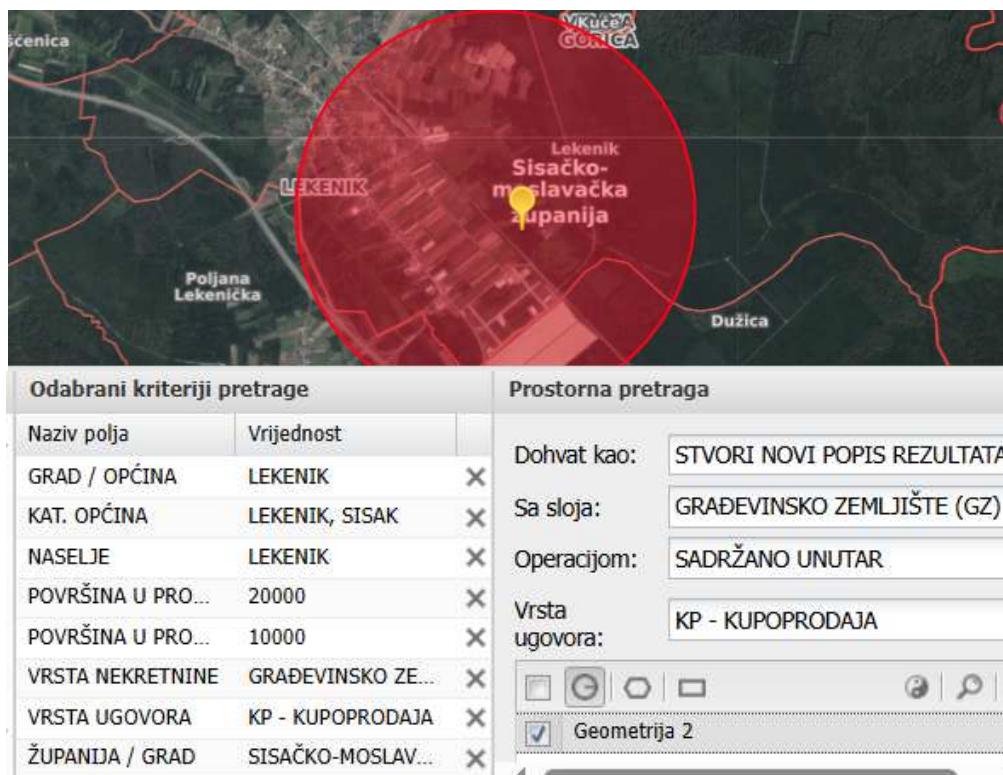 Kuče
GORICA
šćenica
Lekenik
Sisačko-
moslavačka
županija
LEKENIK
Poljana
Lekenička
Dužica
Odabrani kriteriji pretrage
Naziv polja Vrijednost
GRAD / OPĆINA LEKENIK
KAT. OPĆINA LEKENIK, SISAK
NASELJE LEKENIK
POVRŠINA U PRO... 20000
POVRŠINA U PRO... 10000
VRSTA NEKRETNINE GRAĐEVINSKO ZE...
VRSTA UGOVORA KP - KUPOPRODAJA
ŽUPANIJA / GRAD SISAČKO-MOSLAV...
Prostorna pretraga
Dohvat kao: STVORI NOVI POPIS REZULTATA
Sa sloja: GRAĐEVINSKO ZEMLJIŠTE (GZ)
Operacijom: SADRŽANO UNUTAR
Vrsta
ugovora: KP - KUPOPRODAJA
Geometrija 2